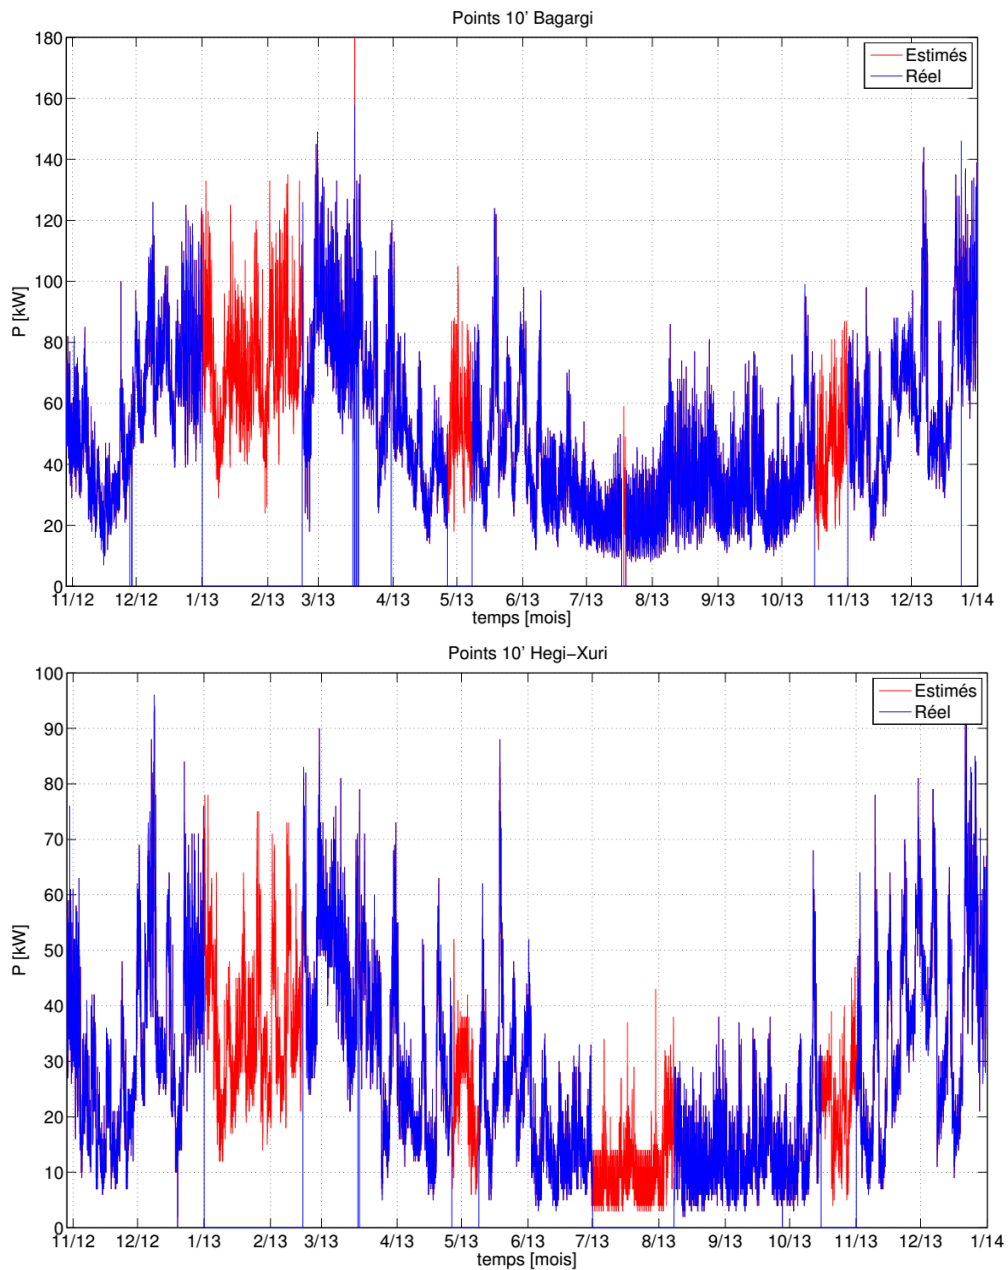 Points 10' Bagargi
Estimés
Réel
180
160
140
120
100
80
60
40
20
0
P [kW]
11/12 12/12 1/13 2/13 3/13 4/13 5/13 6/13 7/13 8/13 9/13 10/13 11/13 12/13 1/14
temps [mois]
Points 10' Hegi−Xuri
Estimés
Réel
100
90
80
70
60
50
40
30
20
10
0
P [kW]
11/12 12/12 1/13 2/13 3/13 4/13 5/13 6/13 7/13 8/13 9/13 10/13 11/13 12/13 1/14
temps [mois]